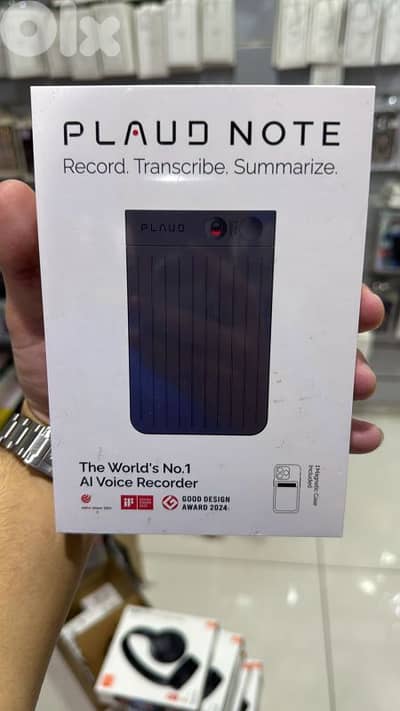 OLX
PLAUD NOTE
Record. Transcribe. Summarize.
PLAUD
The World's No.1
AI Voice Recorder
GOOD DESIGN
AWARD 2024
1 Magnetic Case
Included